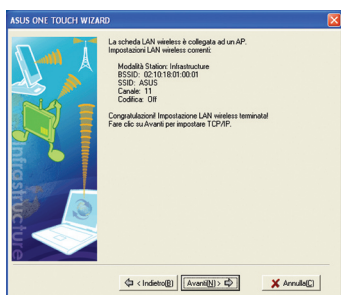 ASUS ONE TOUCH WIZARD
La scheda LAN wireless è collegata ad un AP.
Impostazioni LAN wireless correnti:
Modalità Station: Infrastructure
BSSID: 02:10:18:01:00:01
SSID: ASUS
Canale: 11
Codifica: Off
Congratulazioni! Impostazione LAN wireless terminata!
Fare clic su Avanti per impostare TCP/IP.
Infrastructure
< Indietro(B)
Avanti(N) >
Annulla(C)